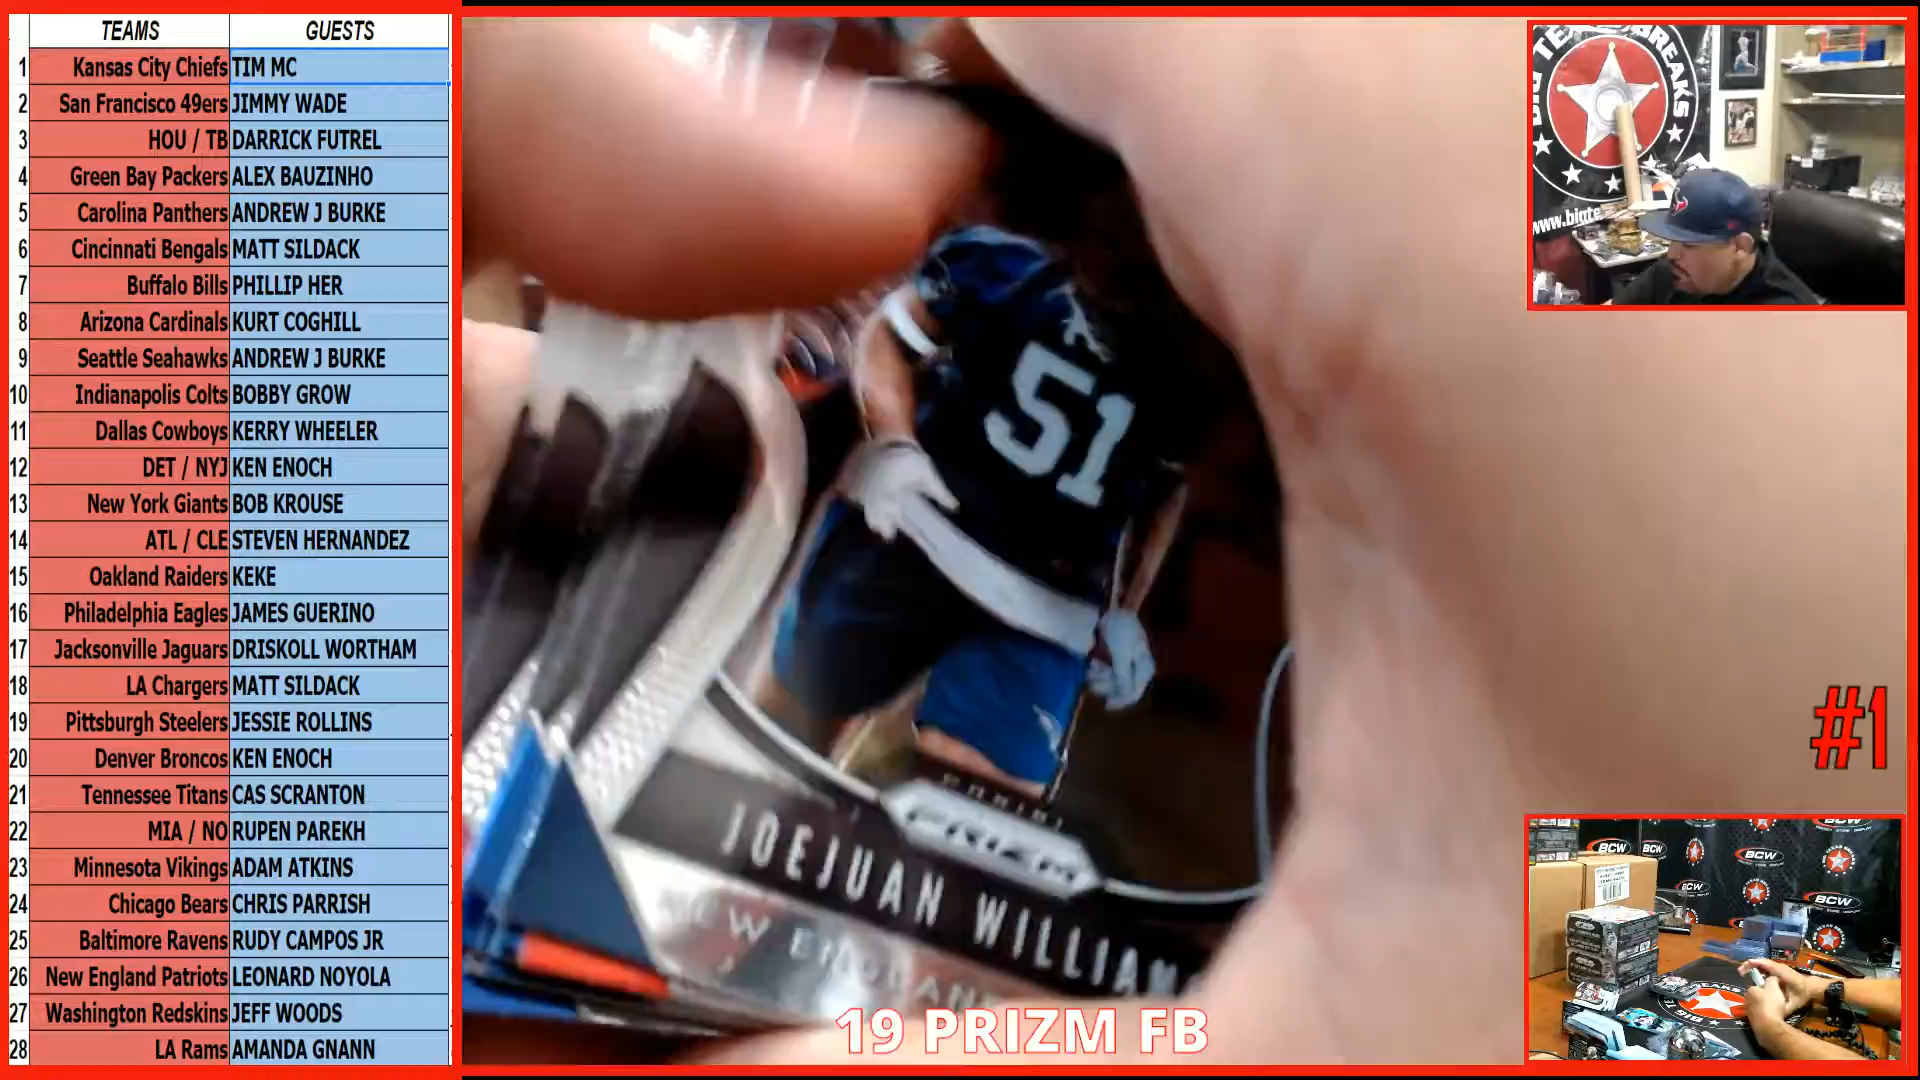 TEAMS GUESTS
1 Kansas City Chiefs TIM MC
2 San Francisco 49ers JIMMY WADE
3 HOU / TB DARRICK FUTREL
4 Green Bay Packers ALEX BAUZINHO
5 Carolina Panthers ANDREW J BURKE
6 Cincinnati Bengals MATT SILDACK
7 Buffalo Bills PHILLIP HER
8 Arizona Cardinals KURT COGHILL
9 Seattle Seahawks ANDREW J BURKE
10 Indianapolis Colts BOBBY GROW
11 Dallas Cowboys KERRY WHEELER
12 DET / NYJ KEN ENOCH
13 New York Giants BOB KROUSE
14 ATL / CLE STEVEN HERNANDEZ
15 Oakland Raiders KEKE
16 Philadelphia Eagles JAMES GUERINO
17 Jacksonville Jaguars DRISKOLL WORTHAM
18 LA Chargers MATT SILDACK
19 Pittsburgh Steelers JESSIE ROLLINS
20 Denver Broncos KEN ENOCH
21 Tennessee Titans CAS SCRANTON
22 MIA / NO RUPEN PAREKH
23 Minnesota Vikings ADAM ATKINS
24 Chicago Bears CHRIS PARRISH
25 Baltimore Ravens RUDY CAMPOS JR
26 New England Patriots LEONARD NOYOLA
27 Washington Redskins JEFF WOODS
28 LA Rams AMANDA GNANN
51
PANINI
PRIZM
JOEJUAN WILLIAMS
19 PRIZM FB
#1
BREAKS
www.bigte
BCW
BCW
BCW
BCW
BCW